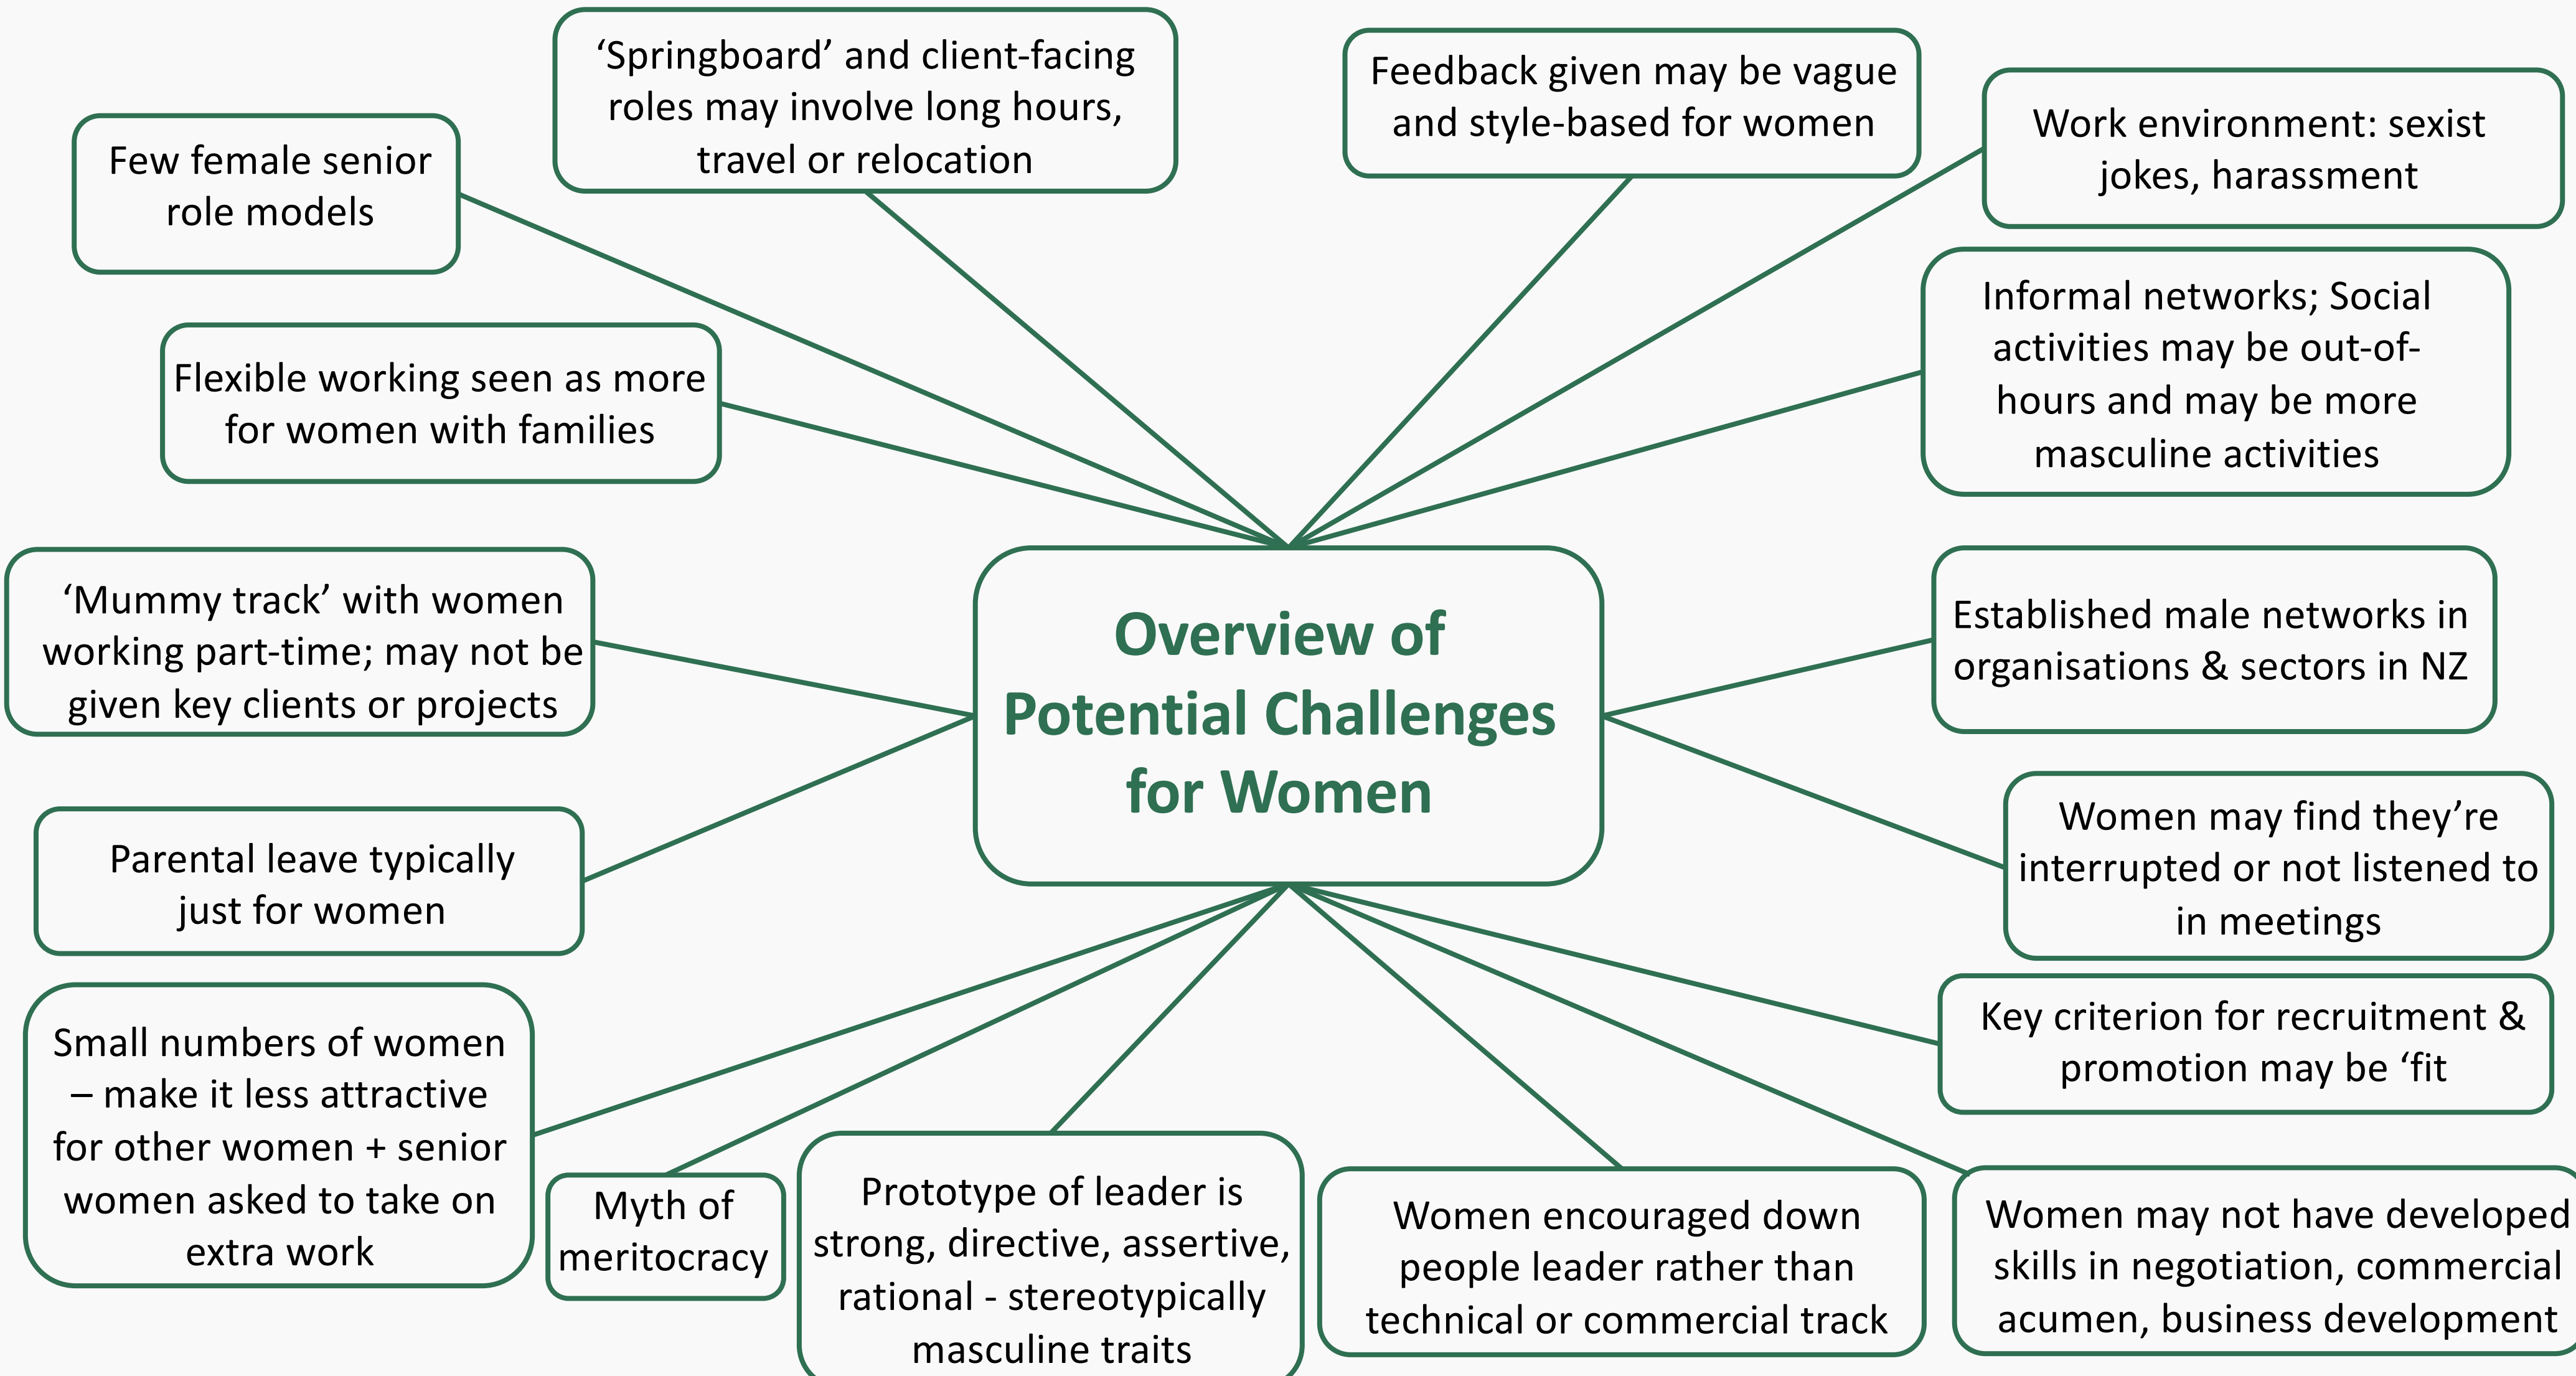 ‘Springboard’ and client-facing
roles may involve long hours,
travel or relocation
Feedback given may be vague
and style-based for women
Work environment: sexist
jokes, harassment
Few female senior
role models
Informal networks; Social
activities may be out-of-
hours and may be more
masculine activities
Flexible working seen as more
for women with families
‘Mummy track’ with women
working part-time; may not be
given key clients or projects
Overview of
Potential Challenges
for Women
Established male networks in
organisations & sectors in NZ
Women may find they’re
interrupted or not listened to
in meetings
Parental leave typically
just for women
Key criterion for recruitment &
promotion may be ‘fit
Small numbers of women
– make it less attractive
for other women + senior
women asked to take on
extra work
Myth of
meritocracy
Prototype of leader is
strong, directive, assertive,
rational - stereotypically
masculine traits
Women encouraged down
people leader rather than
technical or commercial track
Women may not have developed
skills in negotiation, commercial
acumen, business development